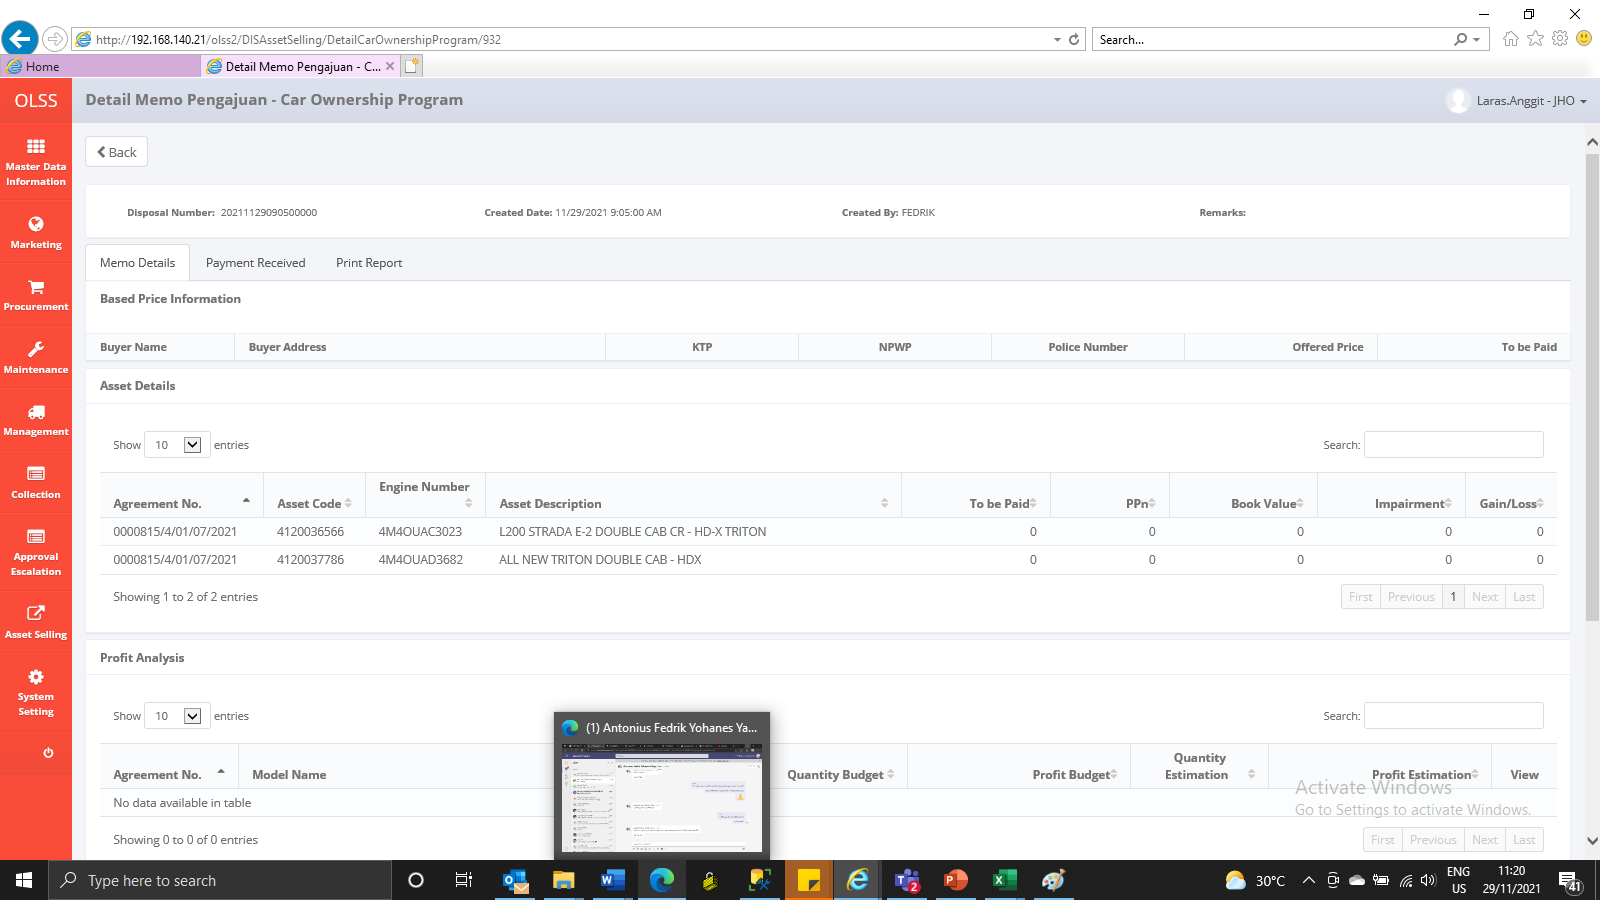 http://192.168.140.21/olss2/DISAssetSelling/DetailCarOwnershipProgram/932
Search...
Home
Detail Memo Pengajuan - C...
OLSS
Detail Memo Pengajuan - Car Ownership Program
Laras.Anggit - JHO
Master Data
Information
Marketing
Procurement
Maintenance
Management
Collection
Approval
Escalation
Asset Selling
System
Setting
Back
Disposal Number: 20211129090500000
Created Date: 11/29/2021 9:05:00 AM
Created By: FEDRIK
Remarks:
Memo Details
Payment Received
Print Report
Based Price Information
Buyer Name Buyer Address KTP NPWP Police Number Offered Price To be Paid
Asset Details
Show 10 entries
Search:
Agreement No. Asset Code Engine Number Asset Description To be Paid PPn Book Value Impairment Gain/Loss
0000815/4/01/07/2021 4120036566 4M4OUAC3023 L200 STRADA E-2 DOUBLE CAB CR - HD-X TRITON 0 0 0 0 0
0000815/4/01/07/2021 4120037786 4M4OUAD3682 ALL NEW TRITON DOUBLE CAB - HDX 0 0 0 0 0
Showing 1 to 2 of 2 entries
First Previous 1 Next Last
Profit Analysis
Show 10 entries
Search:
Agreement No. Model Name Quantity Budget Profit Budget Quantity Estimation Profit Estimation View
No data available in table
Showing 0 to 0 of 0 entries
First Previous Next Last
(1) Antonius Fedrik Yohanes Ya...
Activate Windows
Go to Settings to activate Windows.
Type here to search
2
30°C
ENG
US
11:20
29/11/2021
41